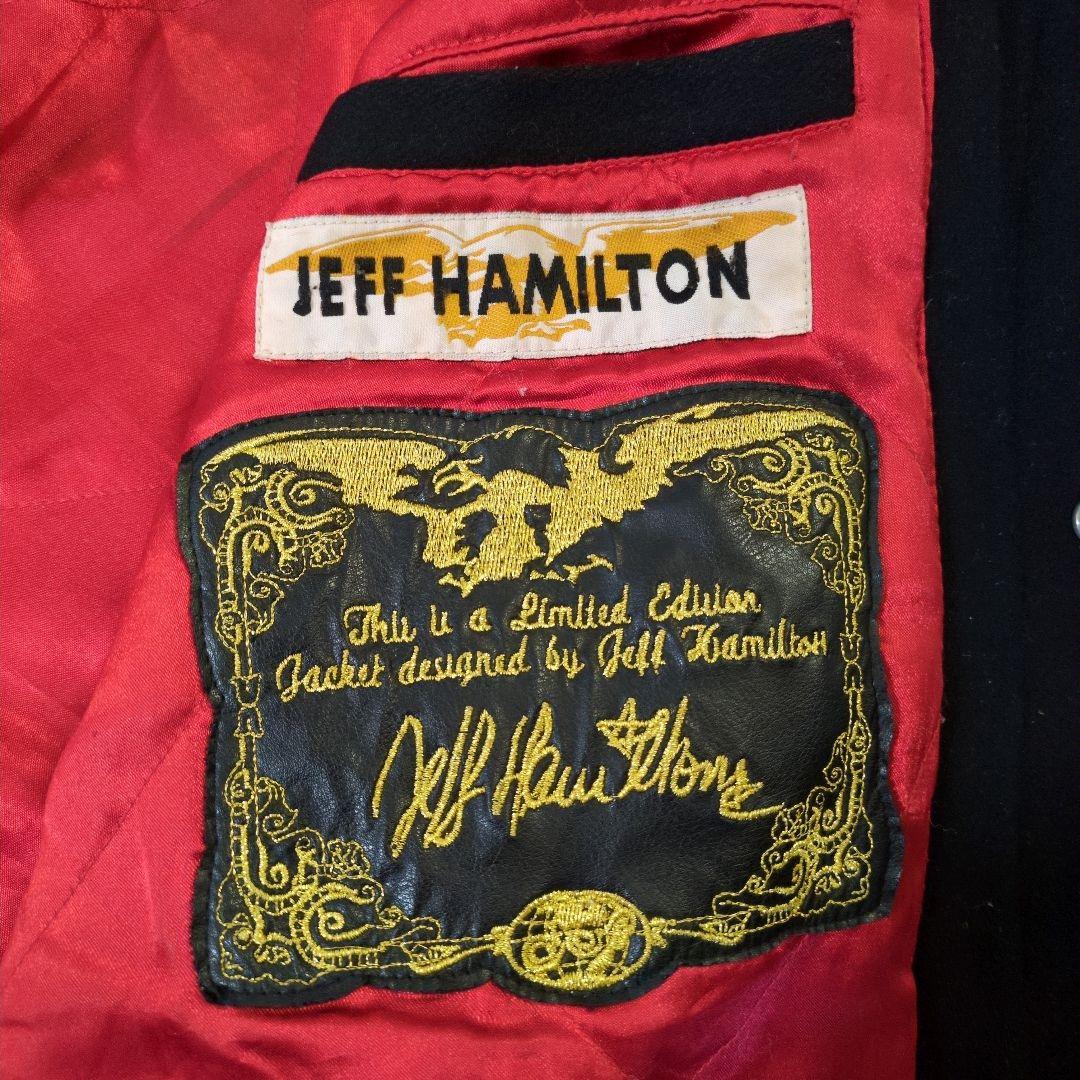 JEFF HAMILTON
This is a Limited Edition
Jacket designed by Jeff Hamilton
Jeff Hamilton